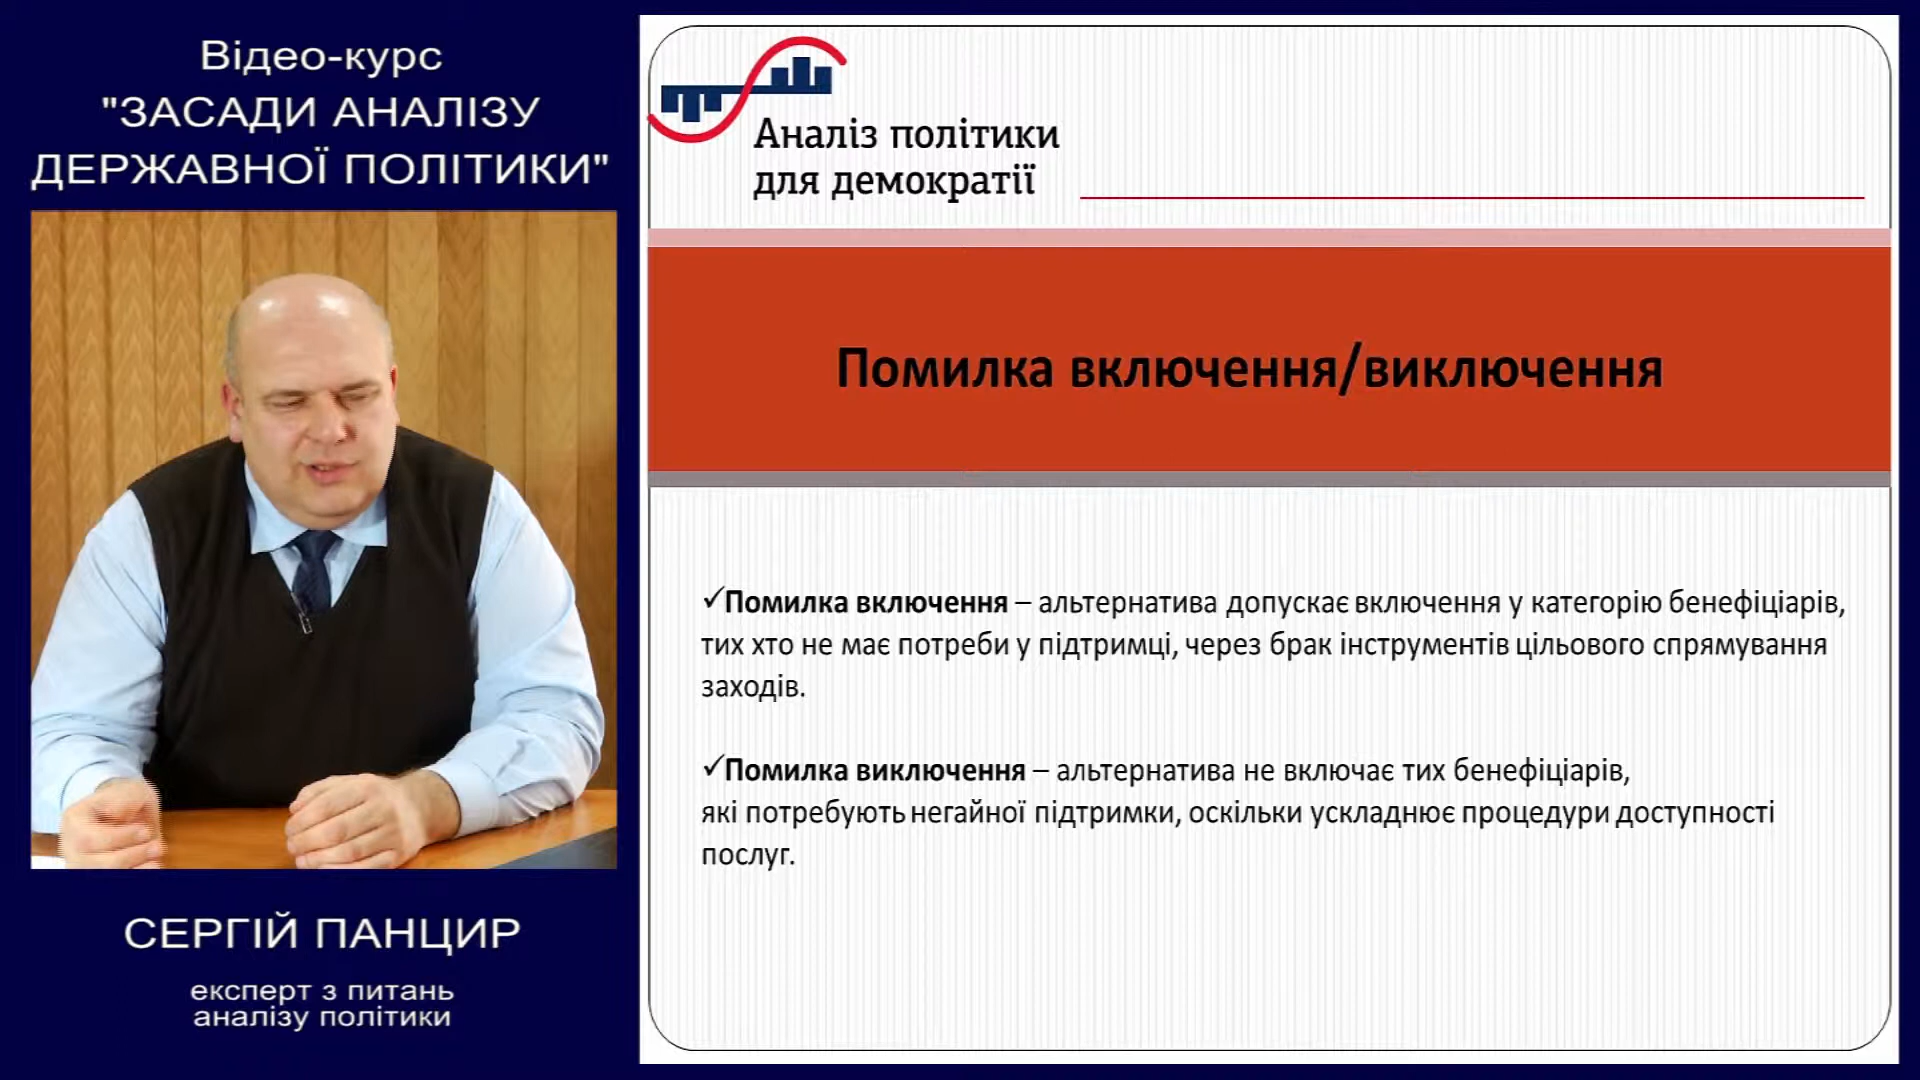 Відео-курс
"ЗАСАДИ АНАЛІЗУ
ДЕРЖАВНОЇ ПОЛІТИКИ"
СЕРГІЙ ПАНЦИР
експерт з питань
аналізу політики
Аналіз політики
для демократії
Помилка включення/виключення
✓Помилка включення – альтернатива допускає включення у категорію бенефіціарів,
тих хто не має потреби у підтримці, через брак інструментів цільового спрямування
заходів.
✓Помилка виключення – альтернатива не включає тих бенефіціарів,
які потребують негайної підтримки, оскільки ускладнює процедури доступності
послуг.